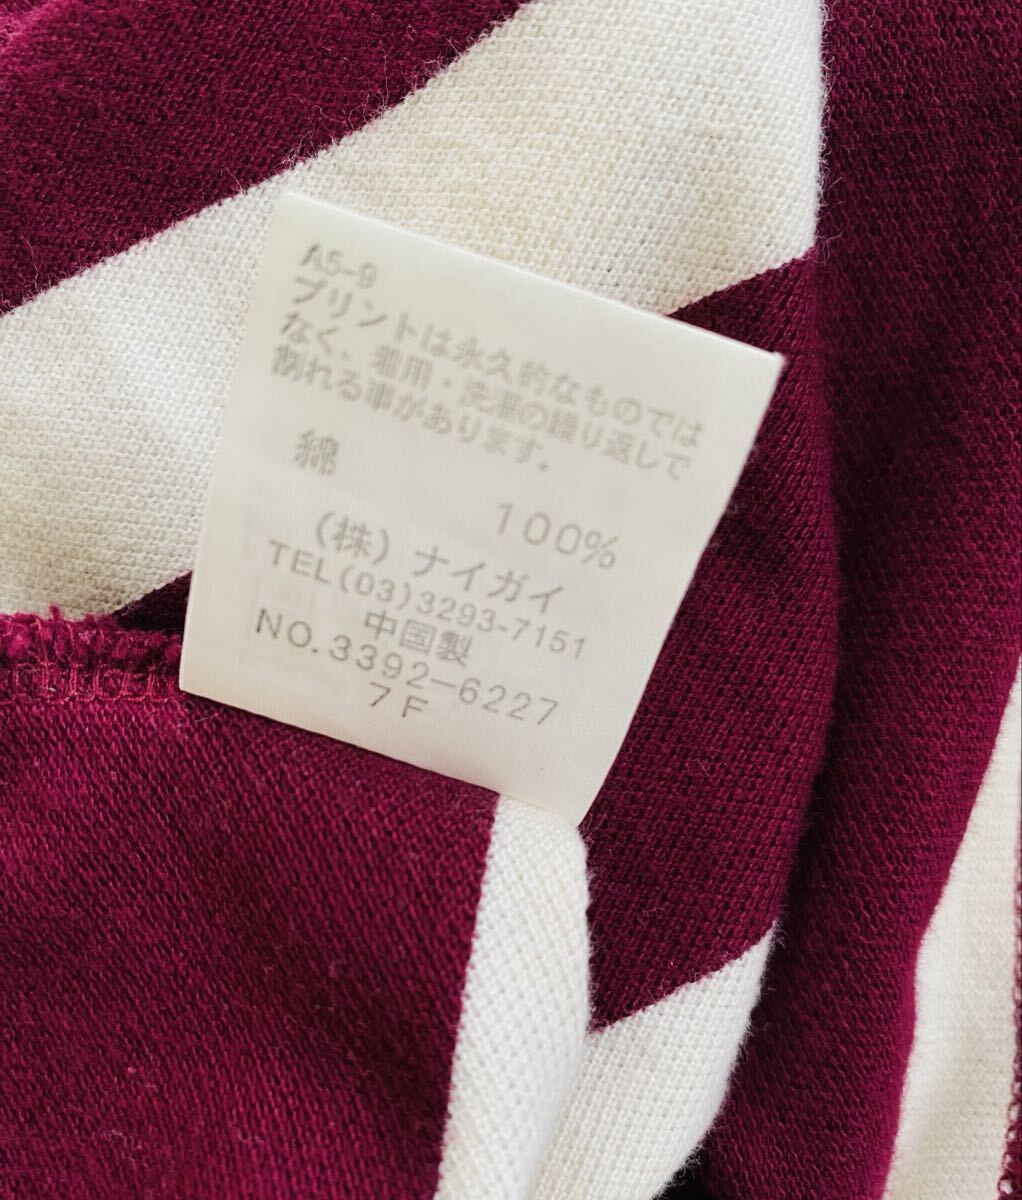 A5-9
プリントは永久的なものでは
なく、着用・洗濯の繰り返しで
割れる事があります。
綿
100%
(株) ナイガイ
TEL(03)3293-7151
中国製
NO.3392-6227
7F